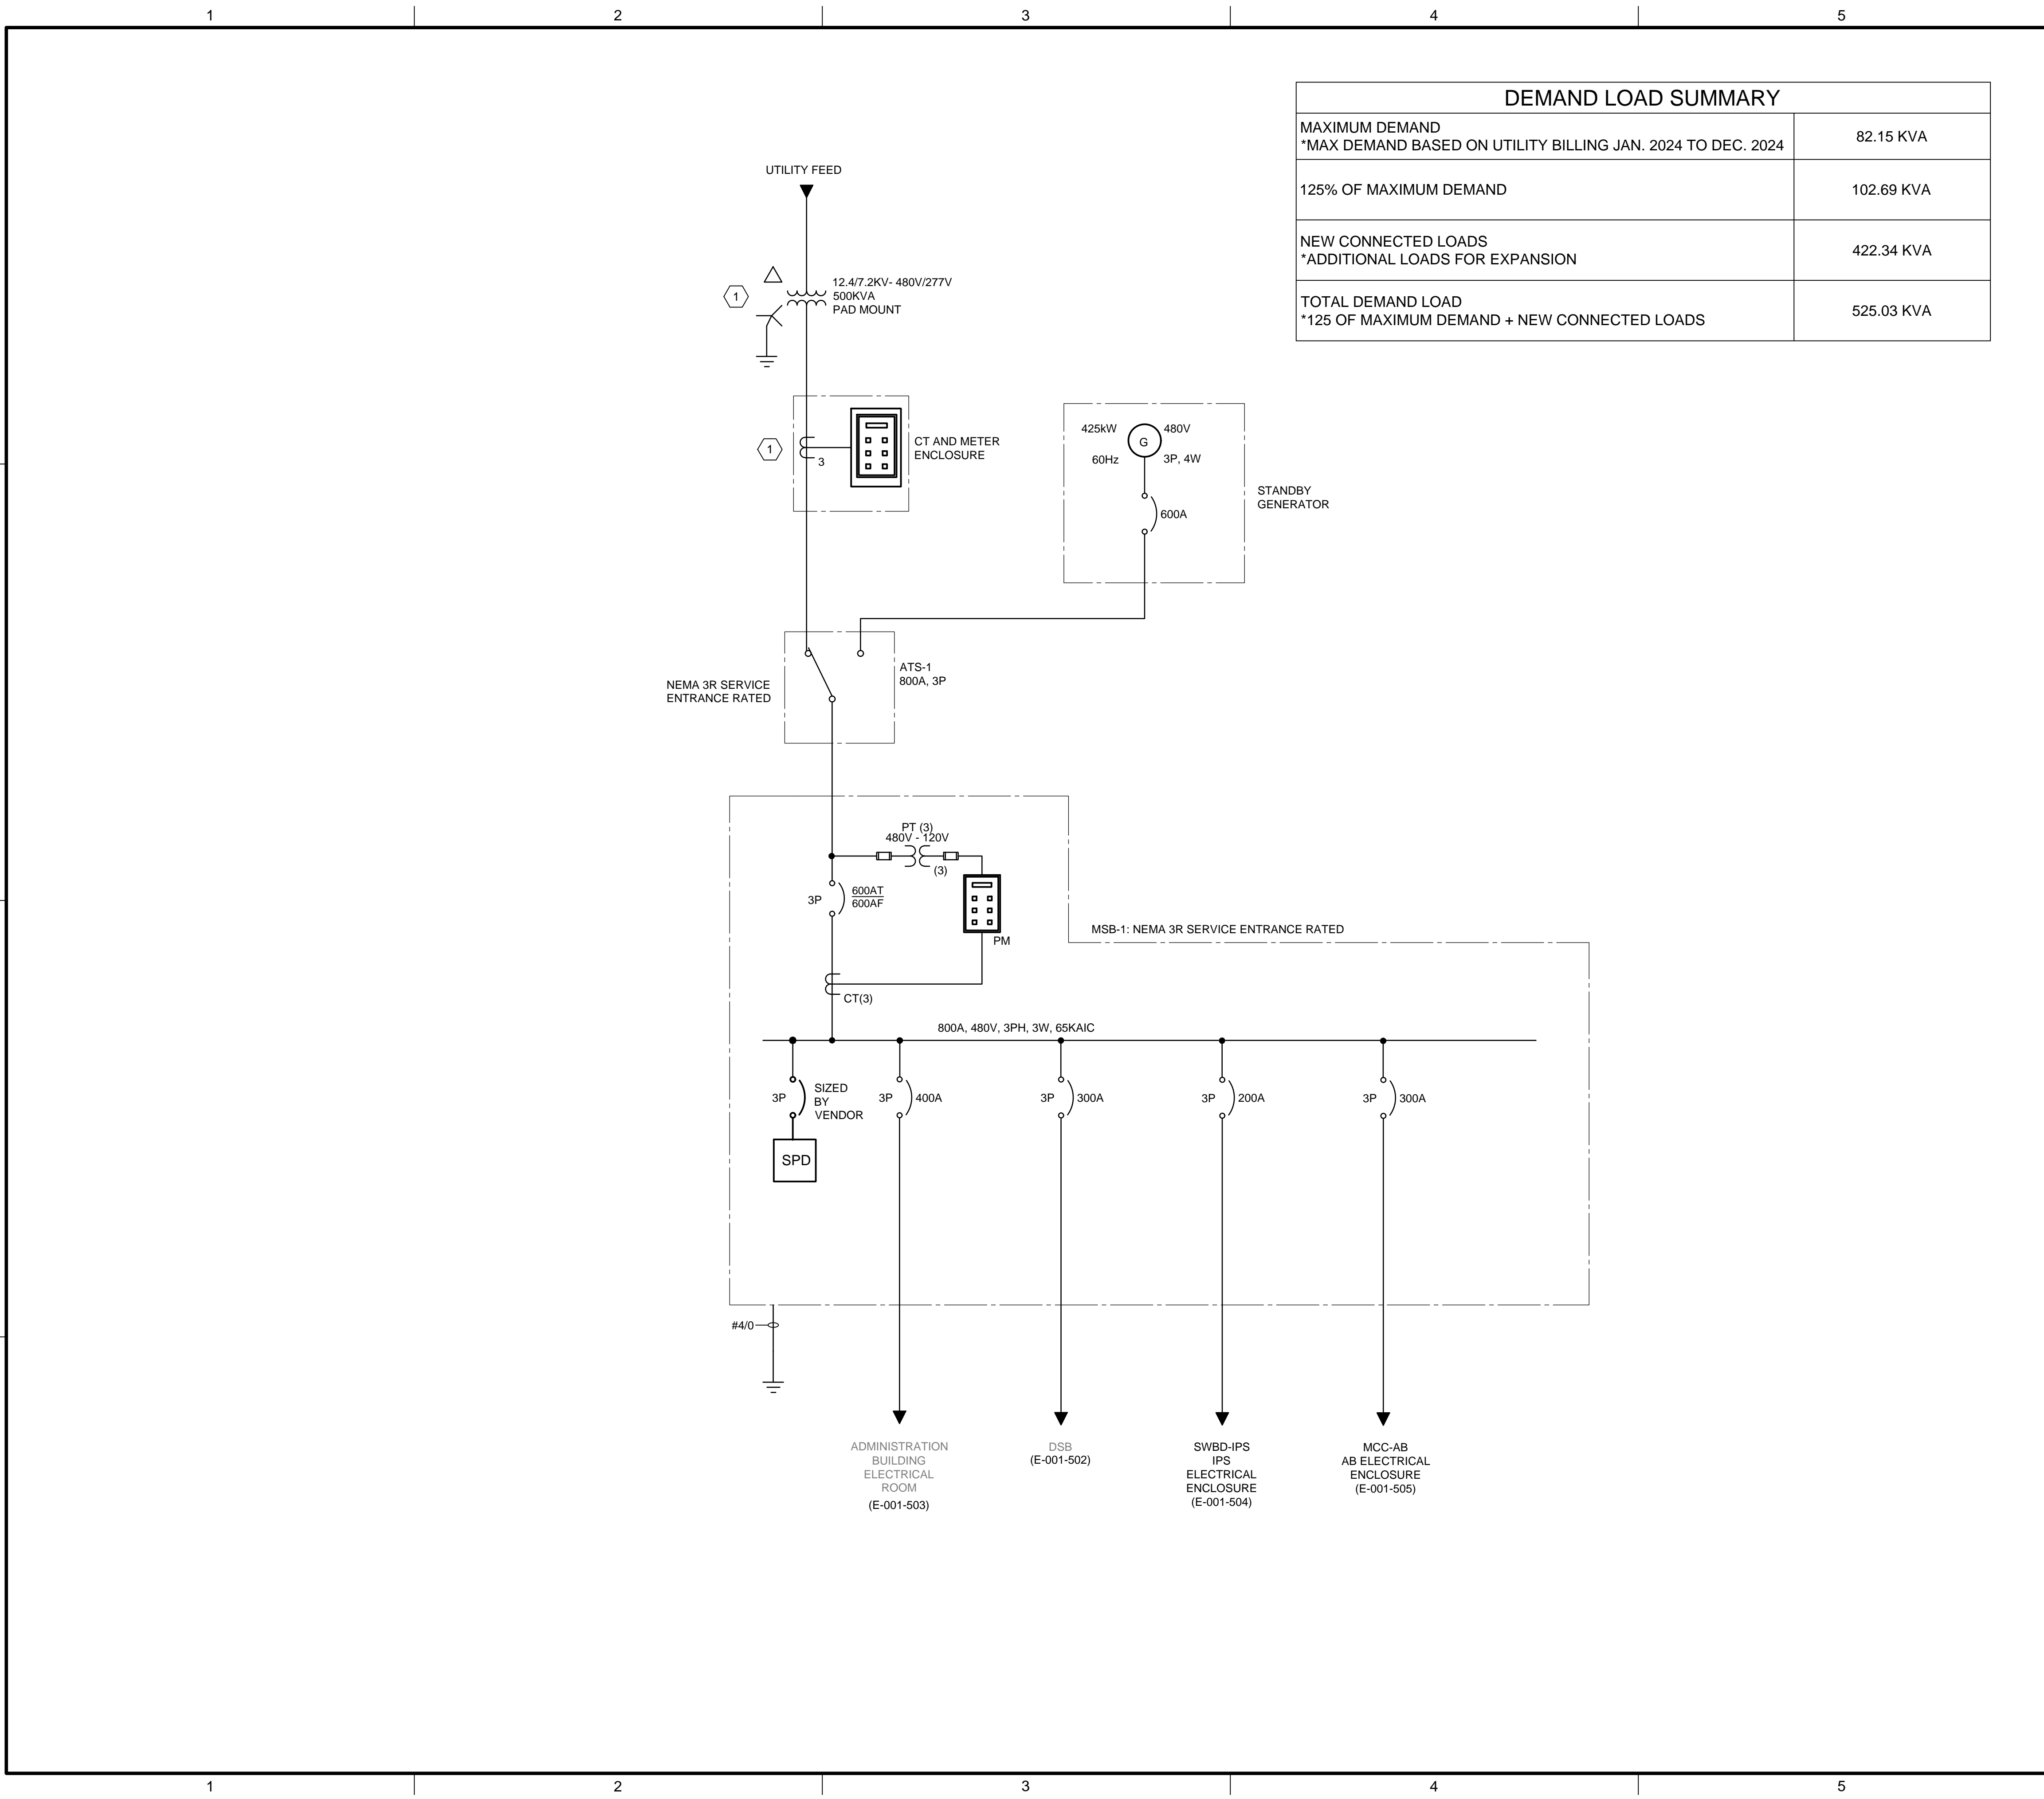 1 2 3 4 5
DEMAND LOAD SUMMARY
MAXIMUM DEMAND
*MAX DEMAND BASED ON UTILITY BILLING JAN. 2024 TO DEC. 2024
82.15 KVA
125% OF MAXIMUM DEMAND
102.69 KVA
NEW CONNECTED LOADS
*ADDITIONAL LOADS FOR EXPANSION
422.34 KVA
TOTAL DEMAND LOAD
*125 OF MAXIMUM DEMAND + NEW CONNECTED LOADS
525.03 KVA
UTILITY FEED
1
12.4/7.2KV- 480V/277V
500KVA
PAD MOUNT
1
3
CT AND METER
ENCLOSURE
425kW
G
480V
60Hz
3P, 4W
600A
STANDBY
GENERATOR
NEMA 3R SERVICE
ENTRANCE RATED
ATS-1
800A, 3P
PT (3)
480V - 120V
(3)
3P
600AT
600AF
PM
CT(3)
MSB-1: NEMA 3R SERVICE ENTRANCE RATED
800A, 480V, 3PH, 3W, 65KAIC
3P
SIZED
BY
VENDOR
SPD
3P
400A
3P
300A
3P
200A
3P
300A
#4/0
ADMINISTRATION
BUILDING
ELECTRICAL
ROOM
(E-001-503)
DSB
(E-001-502)
SWBD-IPS
IPS
ELECTRICAL
ENCLOSURE
(E-001-504)
MCC-AB
AB ELECTRICAL
ENCLOSURE
(E-001-505)
1 2 3 4 5